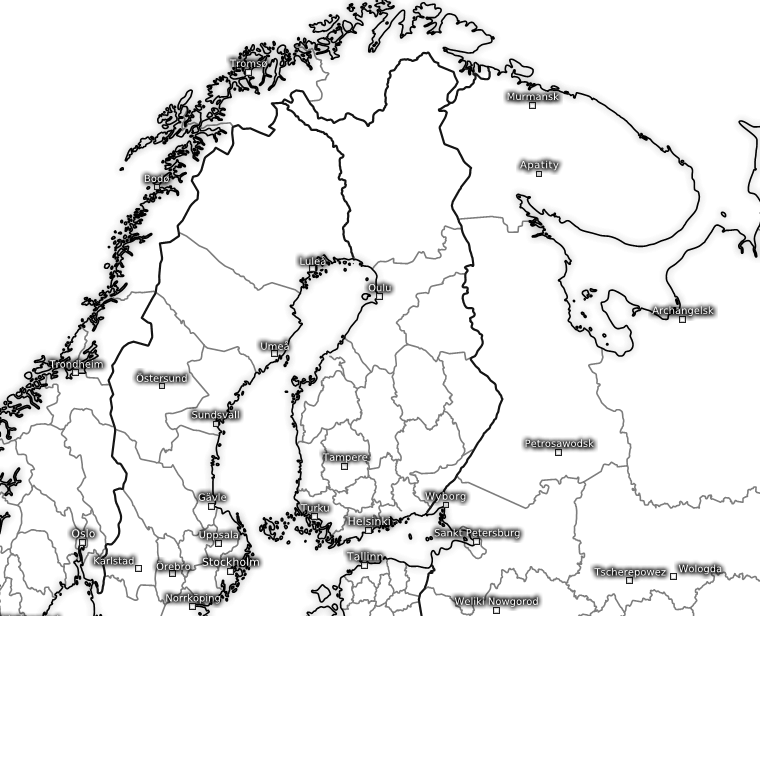 Tromsø
Murmansk
Apatity
Bodø
Luleå
Oulu
Archangelsk
Umeå
Trondheim
Östersund
Sundsvall
Petrosawodsk
Tampere
Gävle
Wyborg
Turku
Helsinki
Oslo
Uppsala
Sankt Petersburg
Karlstad
Örebro
Stockholm
Tallinn
Tscherepowez
Wologda
Norrköping
Weliki Nowgorod